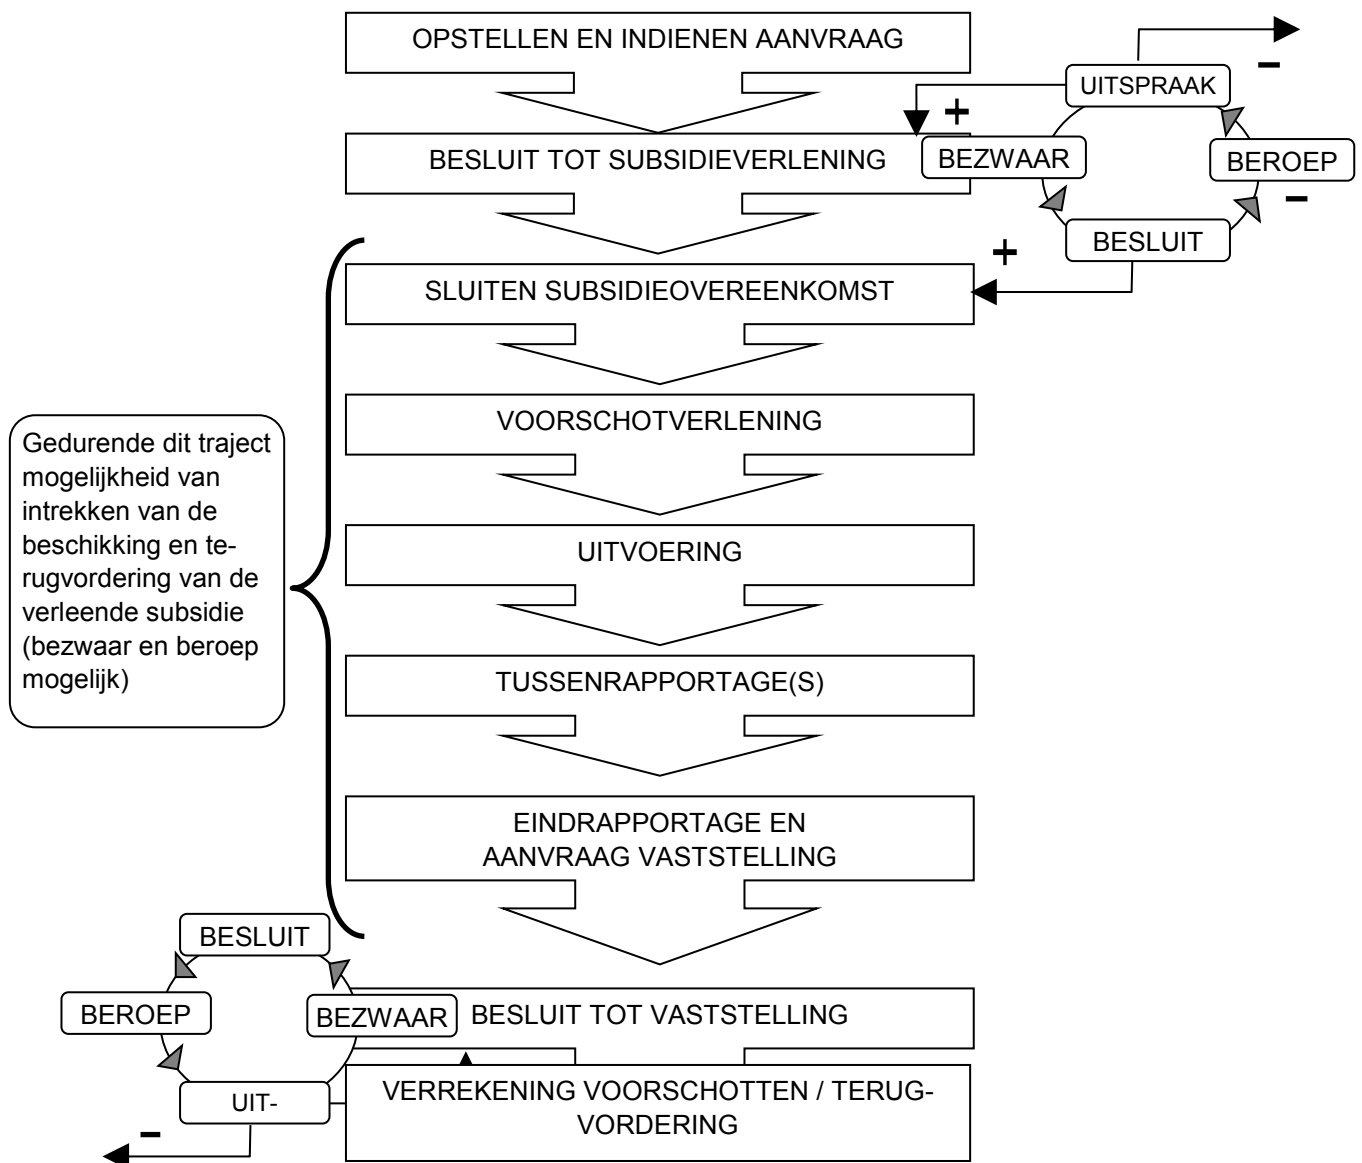 OPSTELLEN EN INDIENEN AANVRAAG
−
UITSPRAAK
+
BESLUIT TOT SUBSIDIEVERLENING
BEZWAAR
BEROEP
−
BESLUIT
+
SLUITEN SUBSIDIEOVEREENKOMST
VOORSCHOTVERLENING
Gedurende dit traject
mogelijkheid van
intrekken van de
beschikking en te-
rugvordering van de
verleende subsidie
(bezwaar en beroep
mogelijk)
UITVOERING
TUSSENRAPPORTAGE(S)
EINDRAPPORTAGE EN
AANVRAAG VASTSTELLING
BESLUIT
BEROEP
BEZWAAR
BESLUIT TOT VASTSTELLING
UIT-
−
VERREKENING VOORSCHOTTEN / TERUG-
VORDERING